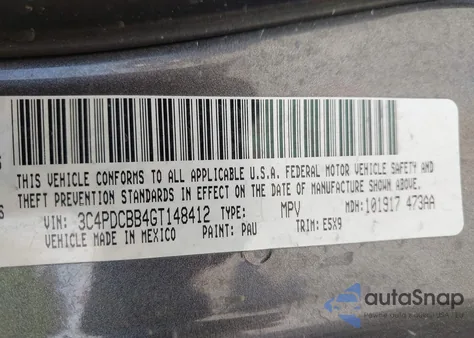 THIS VEHICLE CONFORMS TO ALL APPLICABLE U.S.A. FEDERAL MOTOR VEHICLE SAFETY AND
THEFT PREVENTION STANDARDS IN EFFECT ON THE DATE OF MANUFACTURE SHOWN ABOVE.
VIN: 3C4PDCBB4GT148412 TYPE: MPV MDH: 101917 473AA
VEHICLE MADE IN MEXICO PAINT: PAU TRIM: E5X9
autoSnap